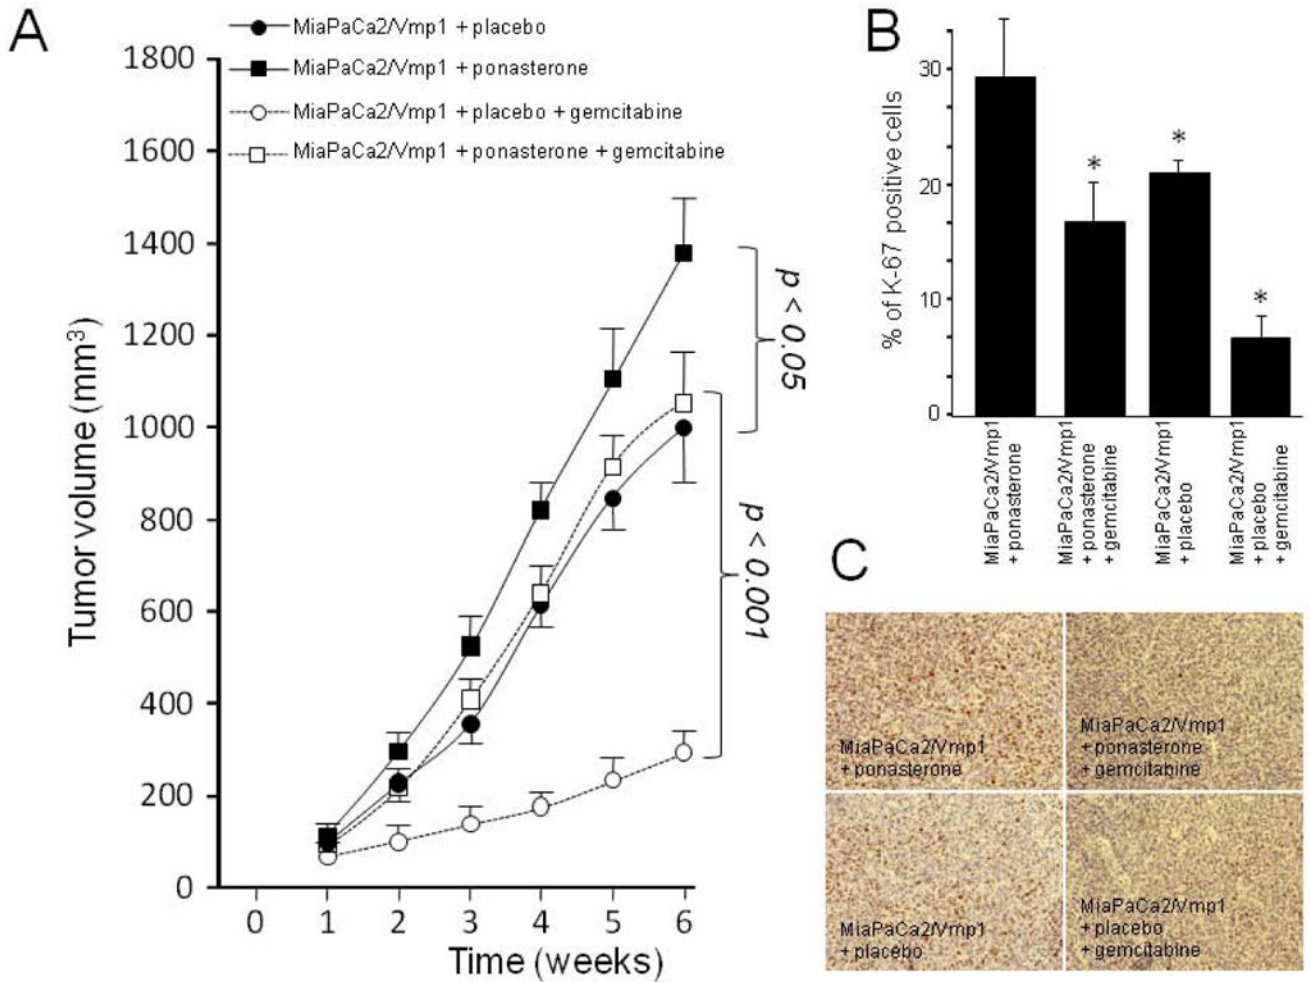 A
MiaPaCa2/Vmp1 + placebo
MiaPaCa2/Vmp1 + ponasterone
MiaPaCa2/Vmp1 + placebo + gemcitabine
MiaPaCa2/Vmp1 + ponasterone + gemcitabine
1800
1600
1400
1200
1000
800
600
400
200
0
Tumor volume (mm³)
0 1 2 3 4 5 6
Time (weeks)
p < 0.05
p < 0.001
B
30
20
10
0
% of K-67 positive cells
*
*
*
MiaPaCa2/Vmp1
+ ponasterone
MiaPaCa2/Vmp1
+ ponasterone
+ gemcitabine
MiaPaCa2/Vmp1
+ placebo
MiaPaCa2/Vmp1
+ placebo
+ gemcitabine
C
MiaPaCa2/Vmp1
+ ponasterone
MiaPaCa2/Vmp1
+ ponasterone
+ gemcitabine
MiaPaCa2/Vmp1
+ placebo
MiaPaCa2/Vmp1
+ placebo
+ gemcitabine